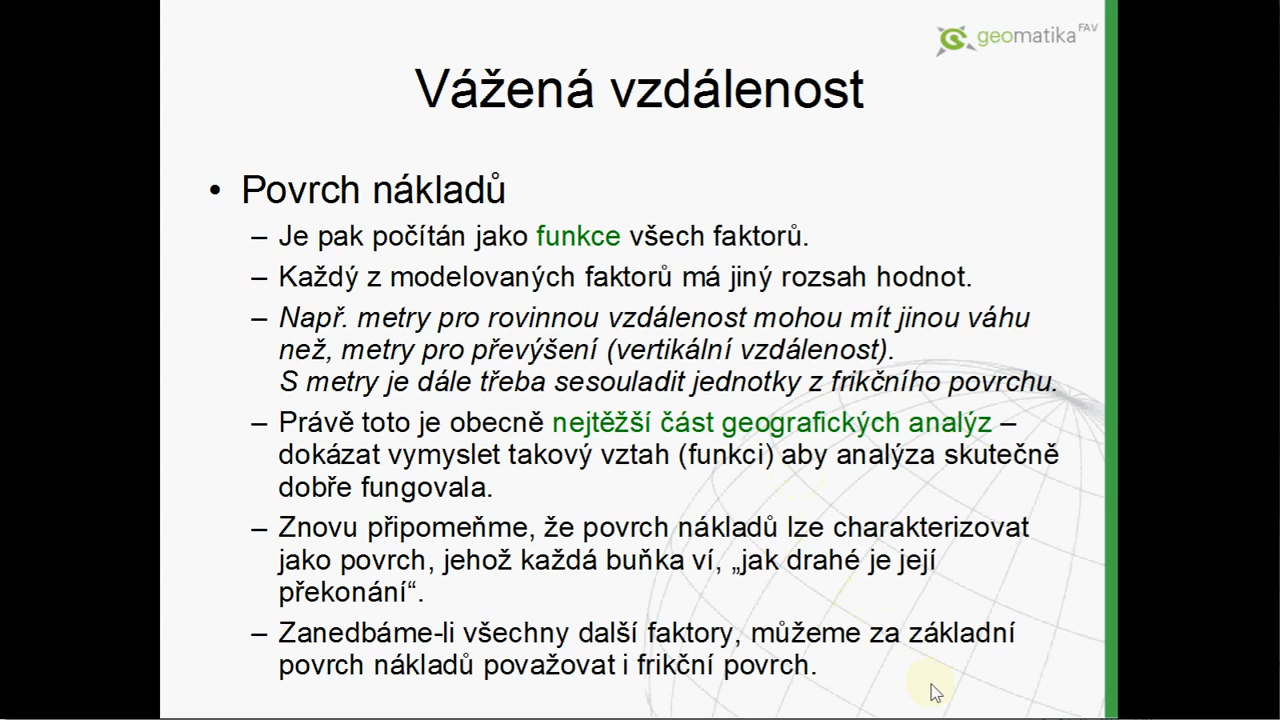 geomatika FAV
Vážená vzdálenost
• Povrch nákladů
– Je pak počítán jako funkce všech faktorů.
– Každý z modelovaných faktorů má jiný rozsah hodnot.
– Např. metry pro rovinnou vzdálenost mohou mít jinou váhu
než, metry pro převýšení (vertikální vzdálenost).
S metry je dále třeba sesouladit jednotky z frikčního povrchu.
– Právě toto je obecně nejtěžší část geografických analýz –
dokázat vymyslet takový vztah (funkci) aby analýza skutečně
dobře fungovala.
– Znovu připomeňme, že povrch nákladů lze charakterizovat
jako povrch, jehož každá buňka ví, „jak drahé je její
překonání“.
– Zanedbáme-li všechny další faktory, můžeme za základní
povrch nákladů považovat i frikční povrch.